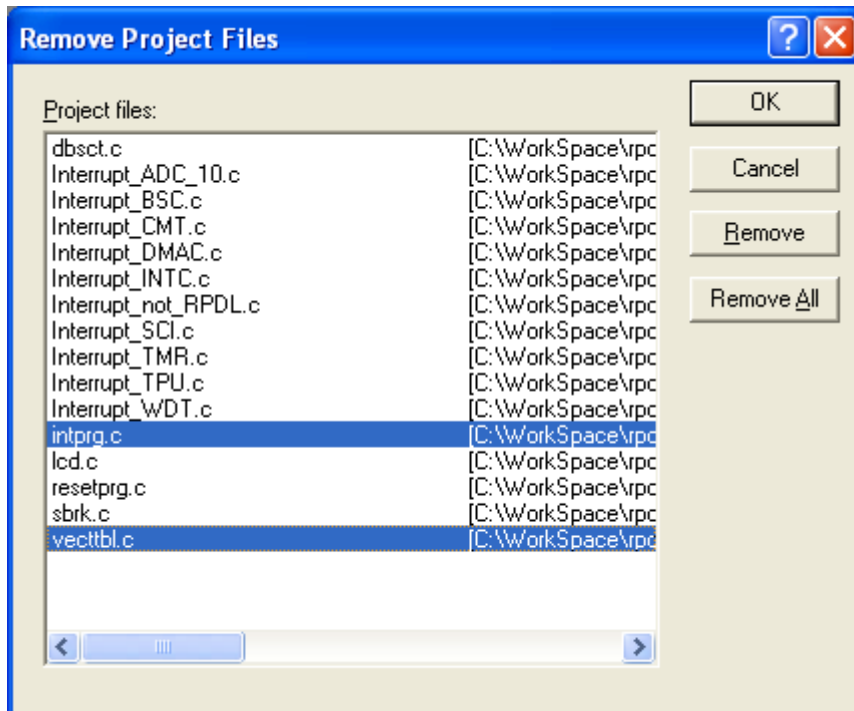 Remove Project Files
Project files:
dbsct.c [C:\WorkSpace\rpc
Interrupt_ADC_10.c [C:\WorkSpace\rpc
Interrupt_BSC.c [C:\WorkSpace\rpc
Interrupt_CMT.c [C:\WorkSpace\rpc
Interrupt_DMAC.c [C:\WorkSpace\rpc
Interrupt_INTC.c [C:\WorkSpace\rpc
Interrupt_not_RPDL.c [C:\WorkSpace\rpc
Interrupt_SCI.c [C:\WorkSpace\rpc
Interrupt_TMR.c [C:\WorkSpace\rpc
Interrupt_TPU.c [C:\WorkSpace\rpc
Interrupt_WDT.c [C:\WorkSpace\rpc
intprg.c [C:\WorkSpace\rpc
lcd.c [C:\WorkSpace\rpc
resetprg.c [C:\WorkSpace\rpc
sbrk.c [C:\WorkSpace\rpc
vecttbl.c [C:\WorkSpace\rpc
OK
Cancel
Remove
Remove All